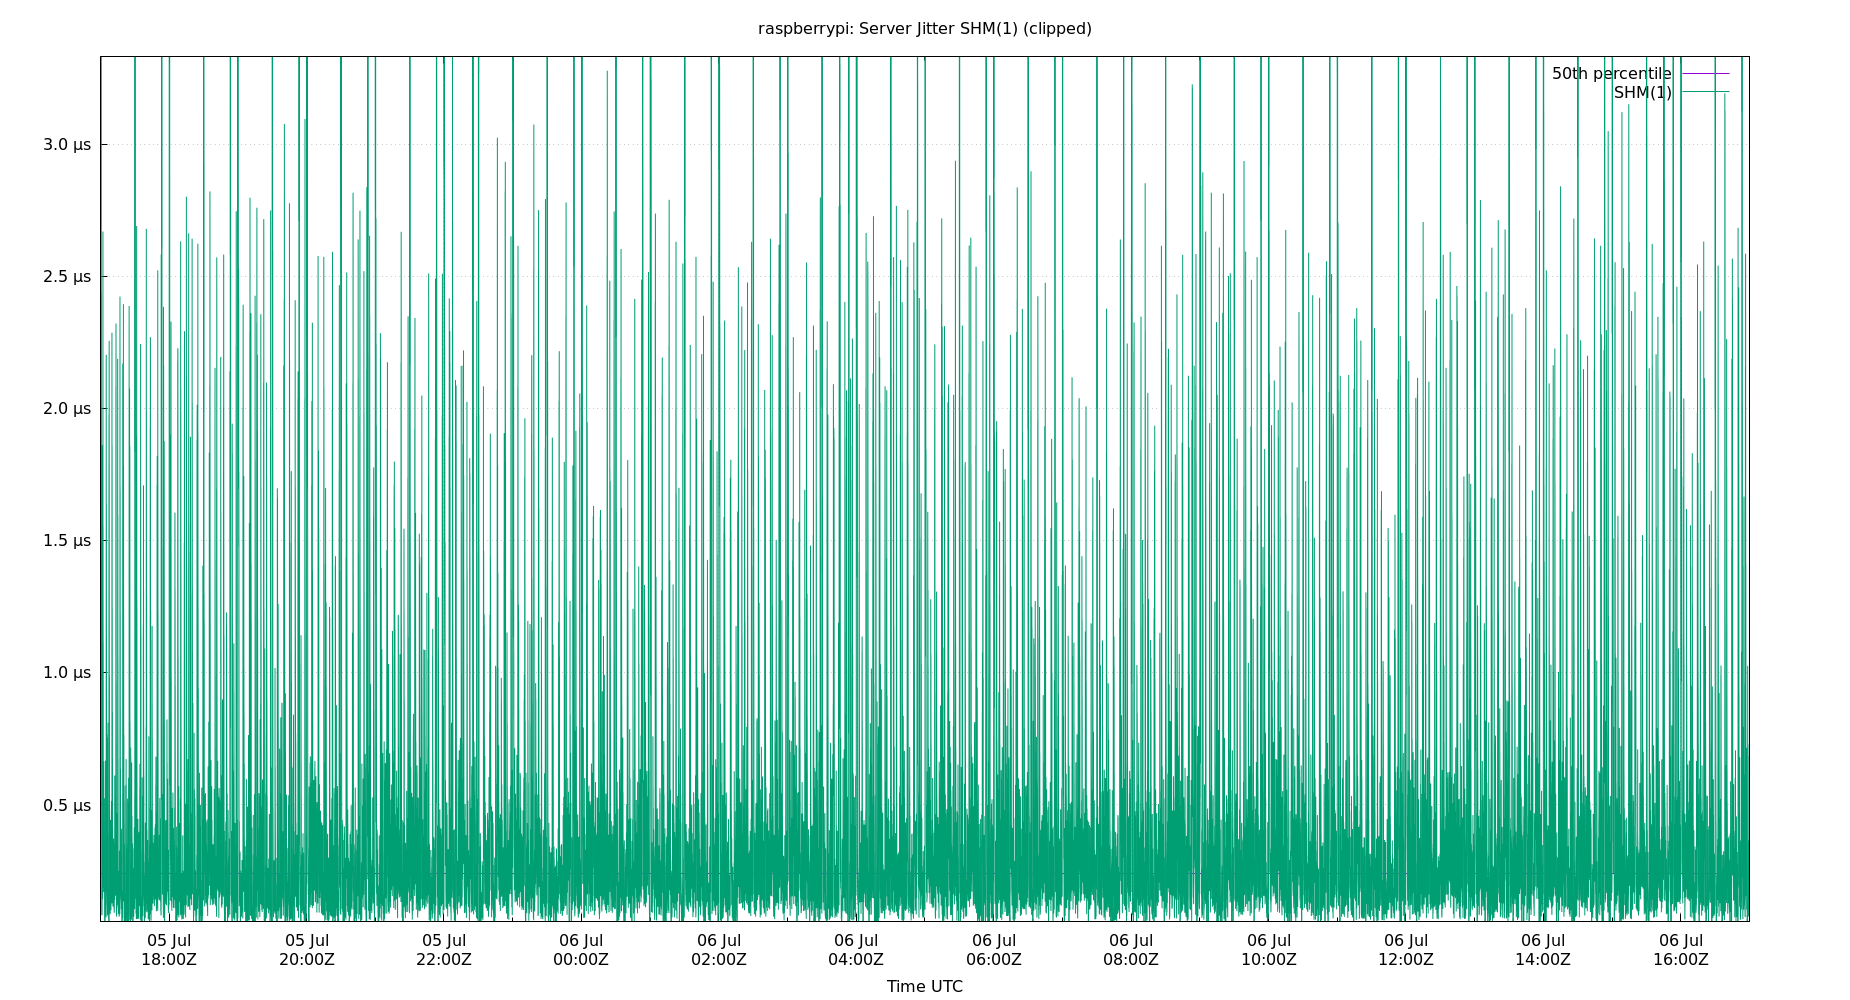 raspberrypi: Server Jitter SHM(1) (clipped)
50th percentile
SHM(1)
3.0 µs
2.5 µs
2.0 µs
1.5 µs
1.0 µs
0.5 µs
05 Jul 05 Jul 05 Jul 06 Jul 06 Jul 06 Jul 06 Jul 06 Jul 06 Jul 06 Jul 06 Jul 06 Jul
18:00Z 20:00Z 22:00Z 00:00Z 02:00Z 04:00Z 06:00Z 08:00Z 10:00Z 12:00Z 14:00Z 16:00Z
Time UTC